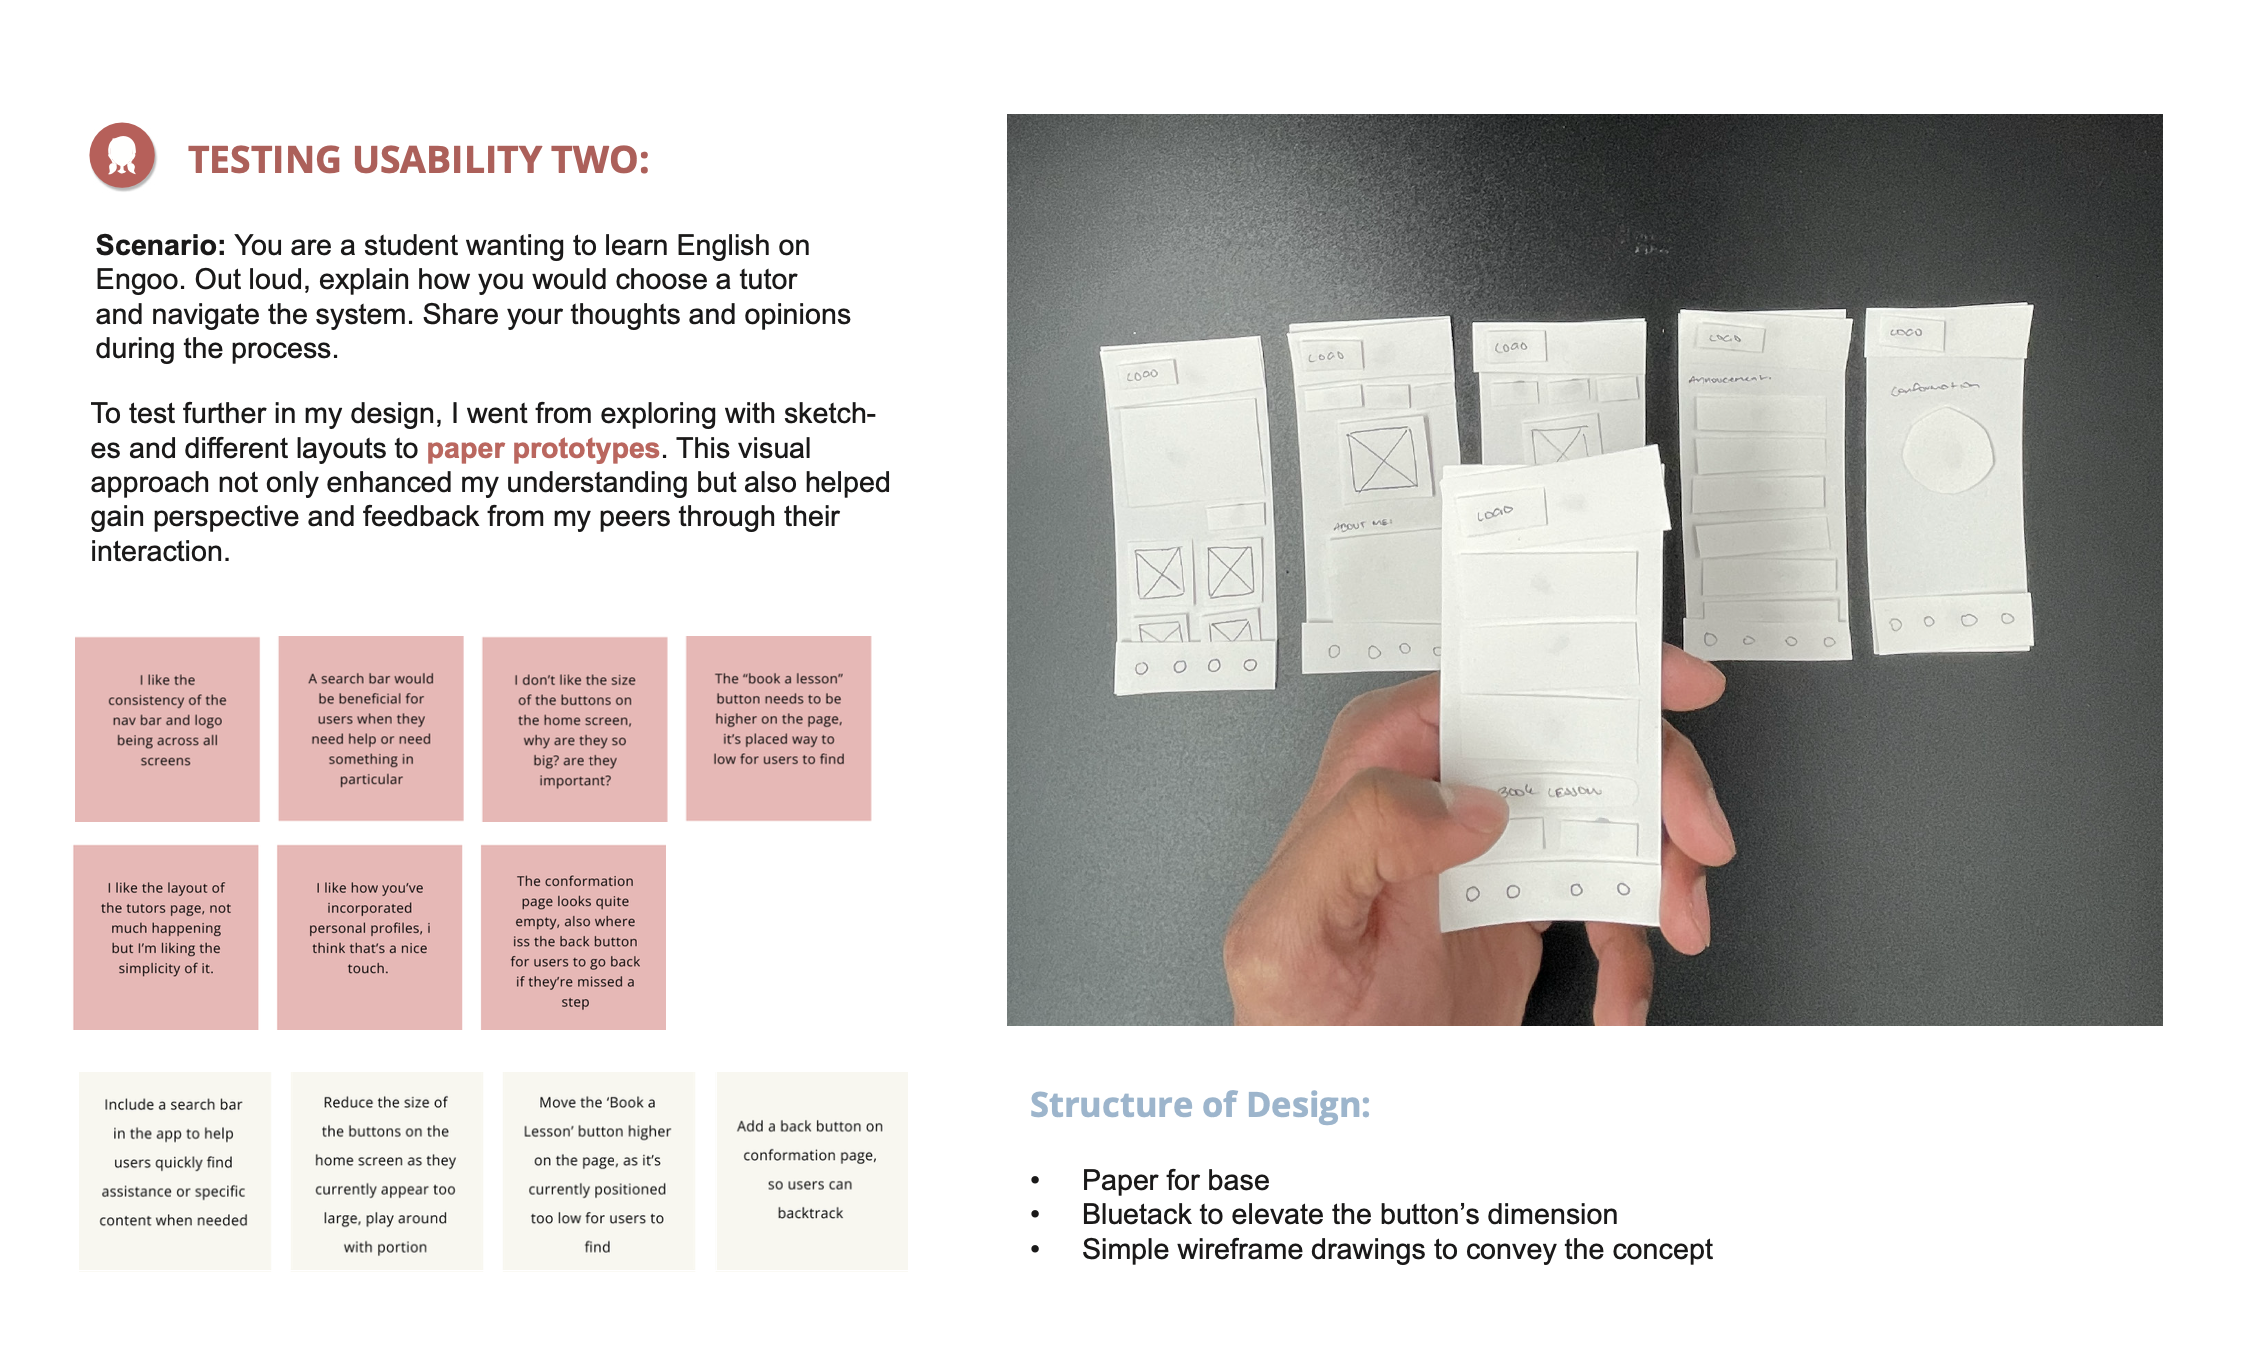 TESTING USABILITY TWO:
Scenario: You are a student wanting to learn English on
Engoo. Out loud, explain how you would choose a tutor
and navigate the system. Share your thoughts and opinions
during the process.
To test further in my design, I went from exploring with sketch-
es and different layouts to paper prototypes. This visual
approach not only enhanced my understanding but also helped
gain perspective and feedback from my peers through their
interaction.
I like the
consistency of the
nav bar and logo
being across all
screens
A search bar would
be beneficial for
users when they
need help or need
something in
particular
I don't like the size
of the buttons on
the home screen,
why are they so
big? are they
important?
The “book a lesson”
button needs to be
higher on the page,
it's placed way to
low for users to find
I like the layout of
the tutors page, not
much happening
but I'm liking the
simplicity of it.
I like how you've
incorporated
personal profiles, i
think that's a nice
touch.
The conformation
page looks quite
empty, also where
iss the back button
for users to go back
if they're missed a
step
Include a search bar
in the app to help
users quickly find
assistance or specific
content when needed
Reduce the size of
the buttons on the
home screen as they
currently appear too
large, play around
with portion
Move the ‘Book a
Lesson’ button higher
on the page, as it's
currently positioned
too low for users to
find
Add a back button on
conformation page,
so users can
backtrack
LOGO
LOGO
ABOUT ME:
LOGO
LOGO
BOOK LESSON
LOGO
LOGO
Structure of Design:
• Paper for base
• Bluetack to elevate the button’s dimension
• Simple wireframe drawings to convey the concept